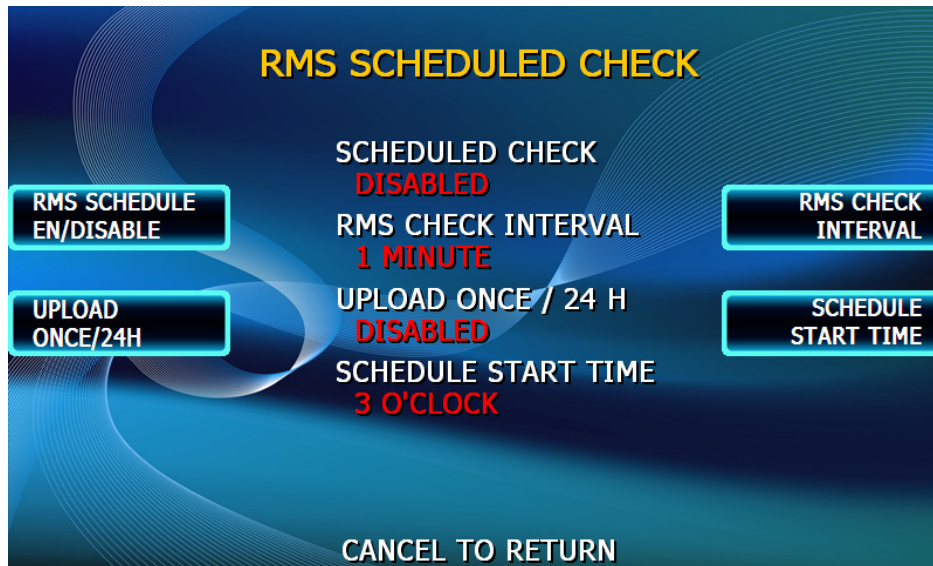 RMS SCHEDULED CHECK
SCHEDULED CHECK
DISABLED
RMS SCHEDULE
EN/DISABLE
RMS CHECK INTERVAL
1 MINUTE
RMS CHECK
INTERVAL
UPLOAD
ONCE/24H
UPLOAD ONCE / 24 H
DISABLED
SCHEDULE
START TIME
SCHEDULE START TIME
3 O'CLOCK
CANCEL TO RETURN